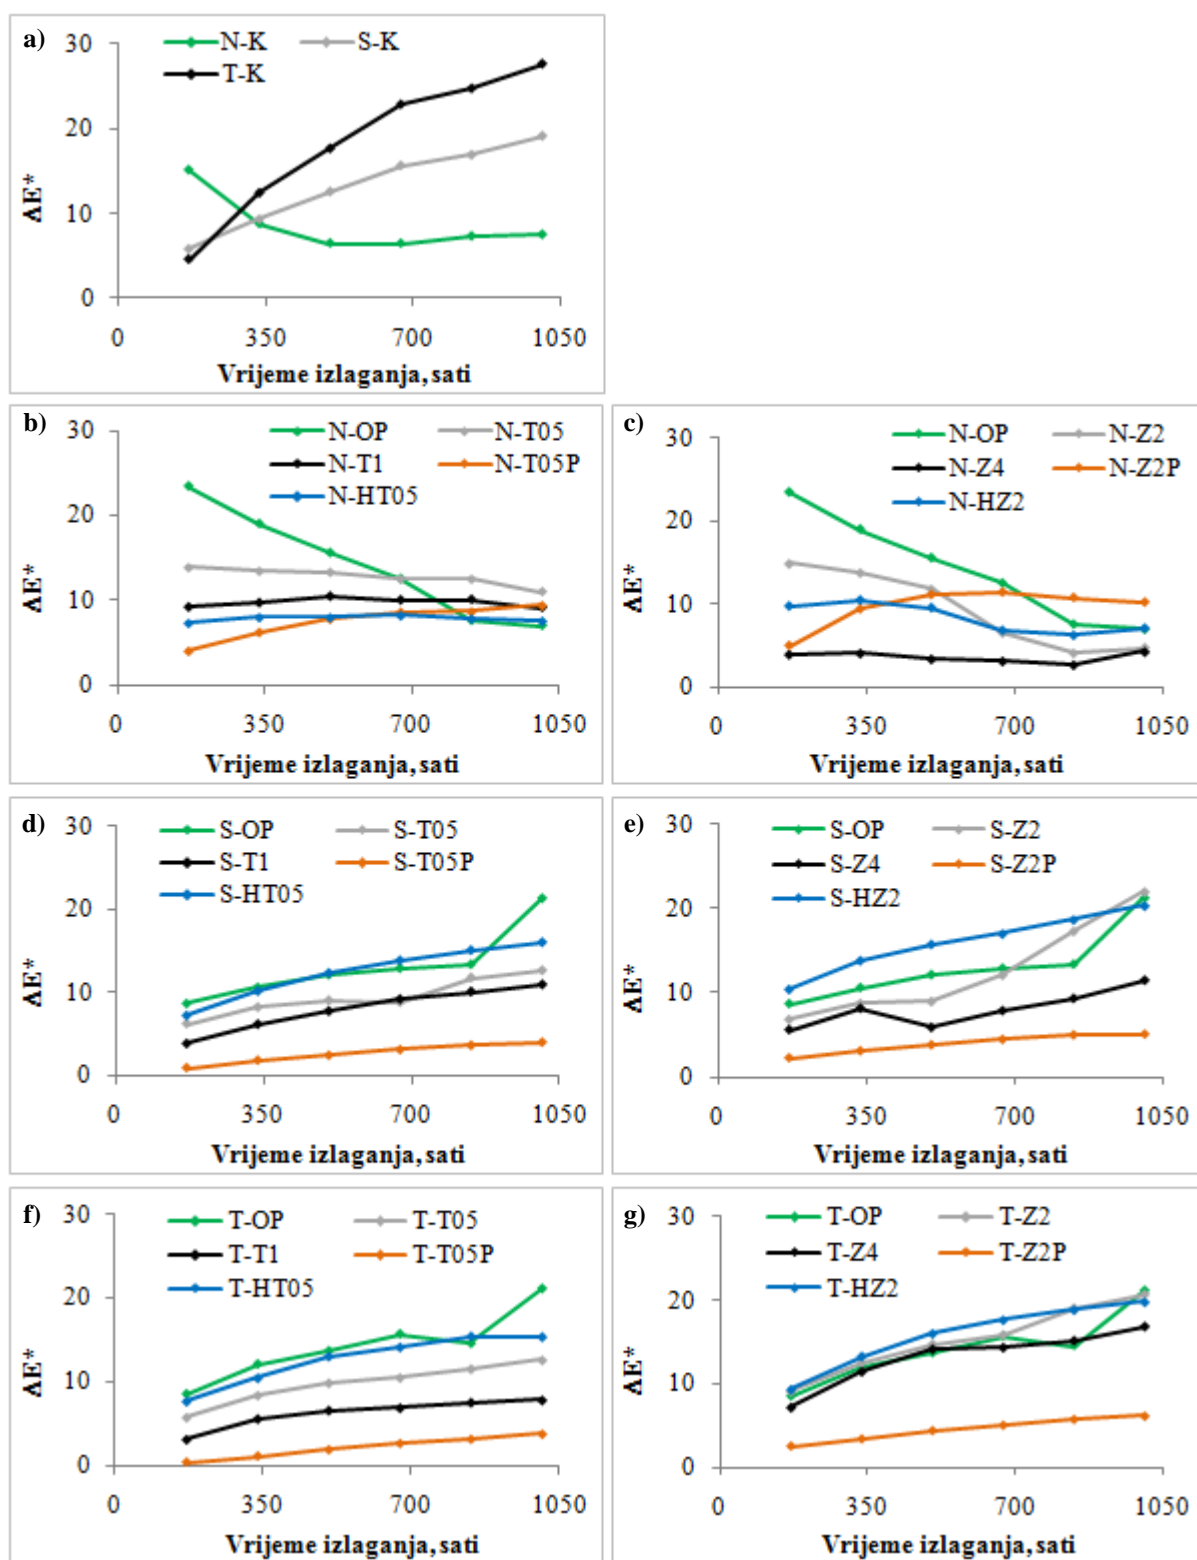 a)
N-K S-K
T-K
30
20
10
0
ΔE*
0 350 700 1050
Vrijeme izlaganja, sati
b)
N-OP N-T05
N-T1 N-T05P
N-HT05
30
20
10
0
ΔE*
0 350 700 1050
Vrijeme izlaganja, sati
c)
N-OP N-Z2
N-Z4 N-Z2P
N-HZ2
30
20
10
0
ΔE*
0 350 700 1050
Vrijeme izlaganja, sati
d)
S-OP S-T05
S-T1 S-T05P
S-HT05
30
20
10
0
ΔE*
0 350 700 1050
Vrijeme izlaganja, sati
e)
S-OP S-Z2
S-Z4 S-Z2P
S-HZ2
30
20
10
0
ΔE*
0 350 700 1050
Vrijeme izlaganja, sati
f)
T-OP T-T05
T-T1 T-T05P
T-HT05
30
20
10
0
ΔE*
0 350 700 1050
Vrijeme izlaganja, sati
g)
T-OP T-Z2
T-Z4 T-Z2P
T-HZ2
30
20
10
0
ΔE*
0 350 700 1050
Vrijeme izlaganja, sati